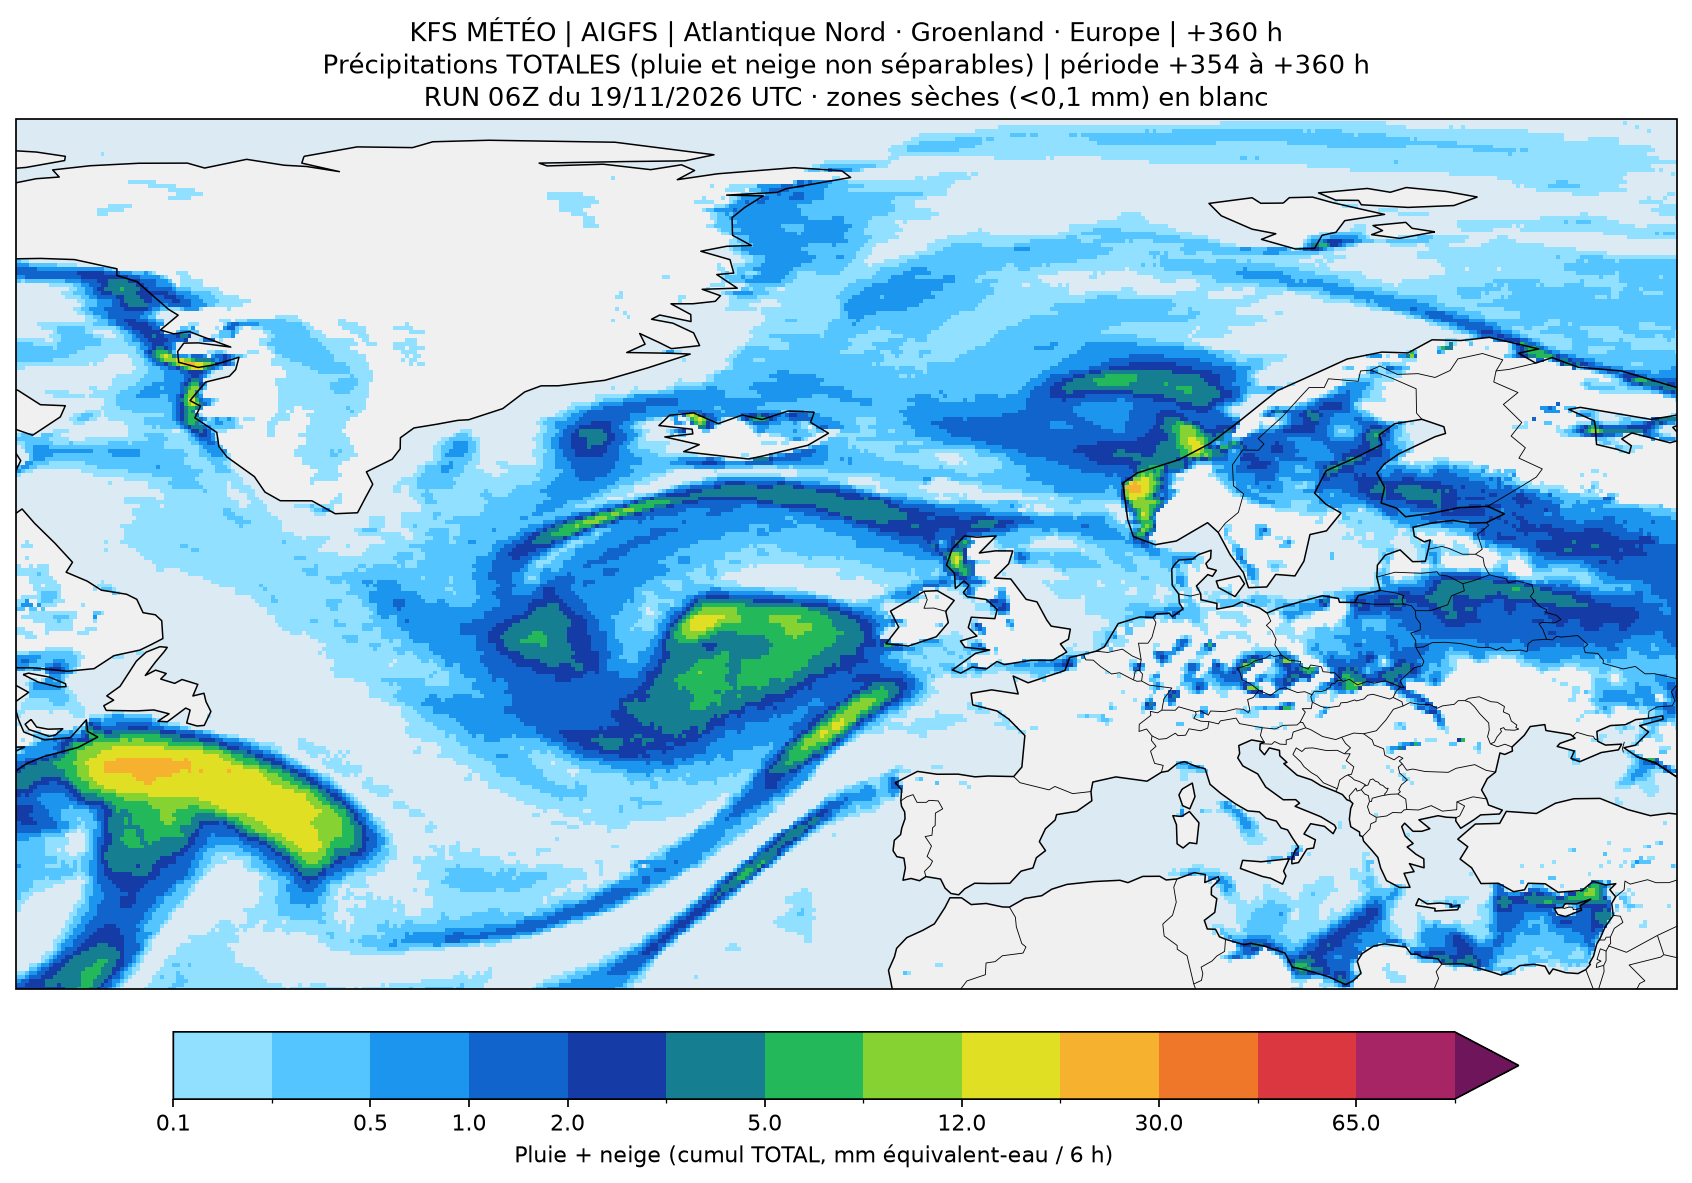 KFS MÉTÉO | AIGFS | Atlantique Nord · Groenland · Europe | +360 h
Précipitations TOTALES (pluie et neige non séparables) | période +354 à +360 h
RUN 06Z du 19/11/2026 UTC · zones sèches (<0,1 mm) en blanc
0.1 0.5 1.0 2.0 5.0 12.0 30.0 65.0
Pluie + neige (cumul TOTAL, mm équivalent-eau / 6 h)